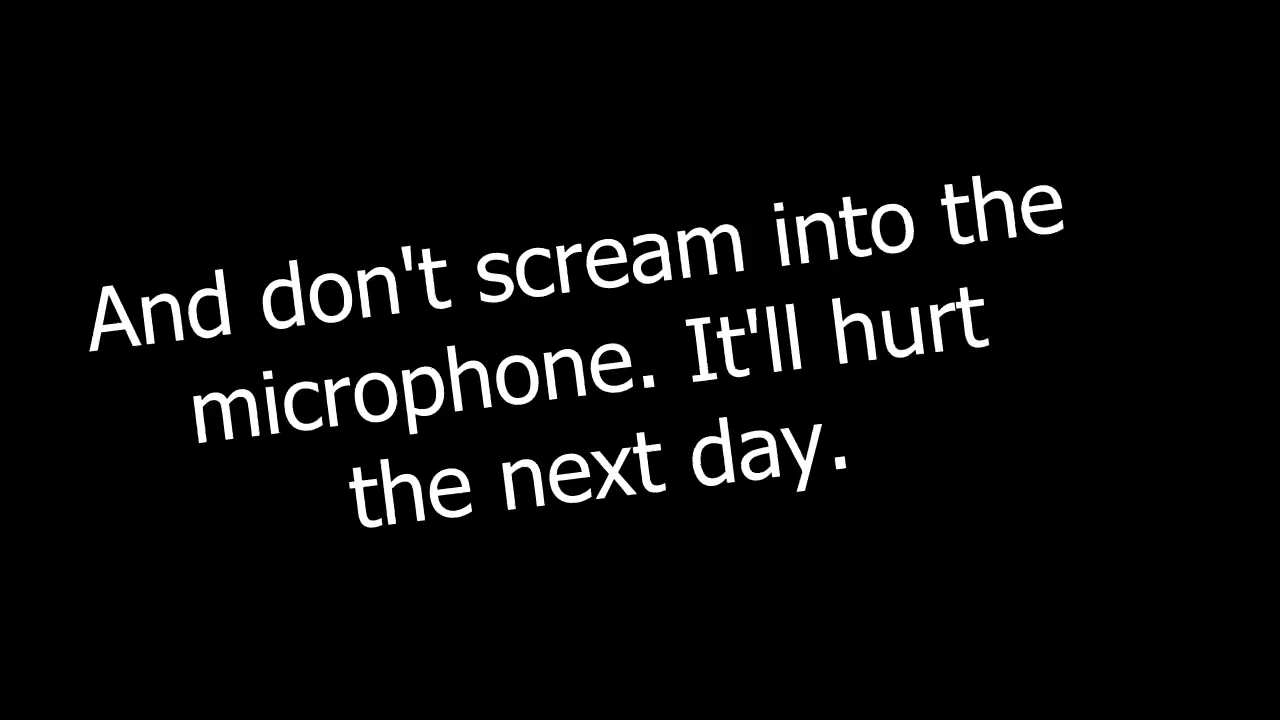 And don't scream into the
microphone. It'll hurt
the next day.